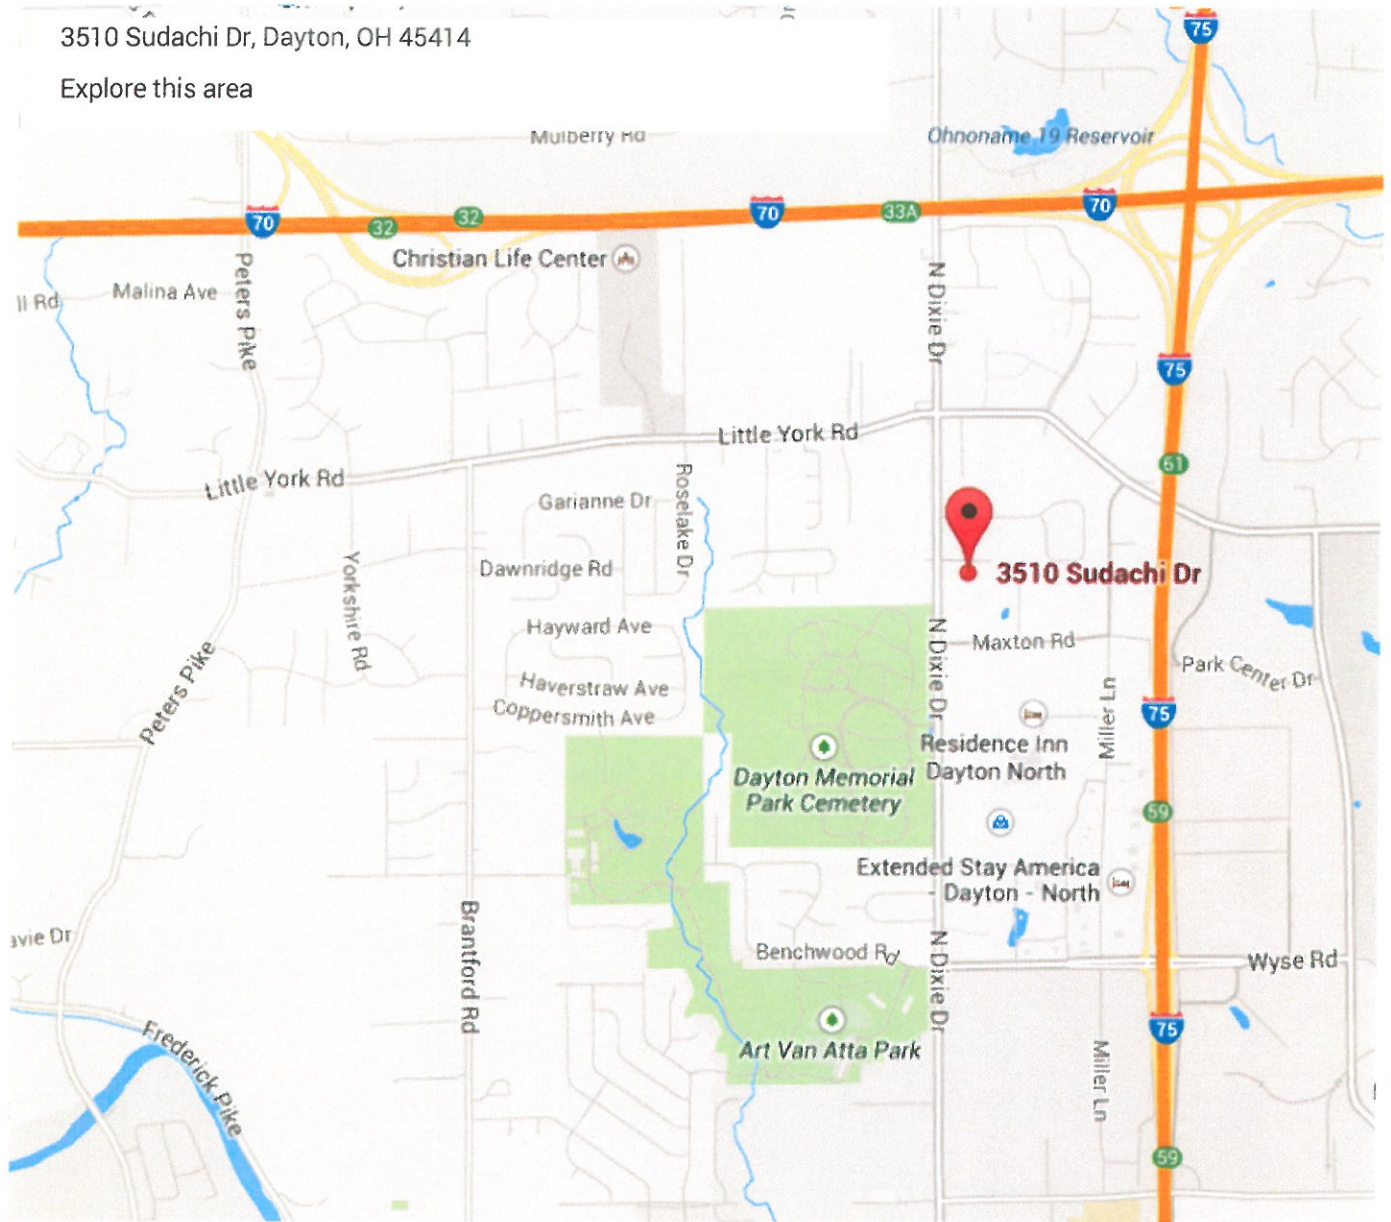 3510 Sudachi Dr, Dayton, OH 45414
Explore this area
75
Mulberry Rd
Ohnoname 19 Reservoir
70
32
32
70
33A
70
Christian Life Center
Peters Pike
N Dixie Dr
ll Rd
Malina Ave
75
Little York Rd
61
Little York Rd
Roselake Dr
Garianne Dr
Yorkshire Rd
Dawnridge Rd
3510 Sudachi Dr
Hayward Ave
N Dixie Dr
Maxton Rd
Peters Pike
Park Center Dr
Haverstraw Ave
Coppersmith Ave
Miller Ln
75
Residence Inn
Dayton North
Dayton Memorial
Park Cemetery
59
Extended Stay America
- Dayton - North
Brantford Rd
avie Dr
Benchwood Rd
N Dixie Dr
Wyse Rd
75
Frederick Pike
Art Van Atta Park
Miller Ln
59